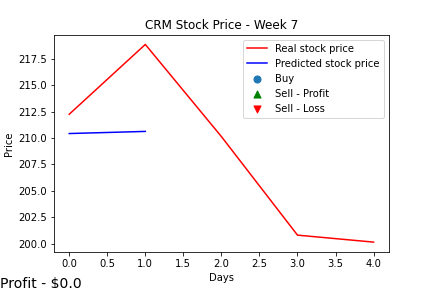 CRM Stock Price - Week 7
Real stock price
Predicted stock price
Buy
Sell - Profit
Sell - Loss
Price
217.5
215.0
212.5
210.0
207.5
205.0
202.5
200.0
0.0 0.5 1.0 1.5 2.0 2.5 3.0 3.5 4.0
Days
Profit - $0.0